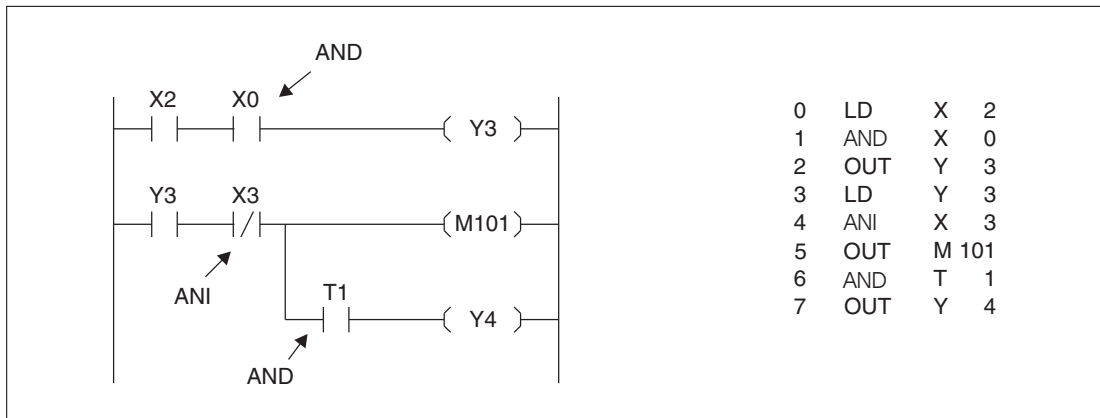 AND
X2 X0
Y3
Y3 X3
M101
ANI
T1
Y4
AND
0 LD X 2
1 AND X 0
2 OUT Y 3
3 LD Y 3
4 ANI X 3
5 OUT M 101
6 AND T 1
7 OUT Y 4